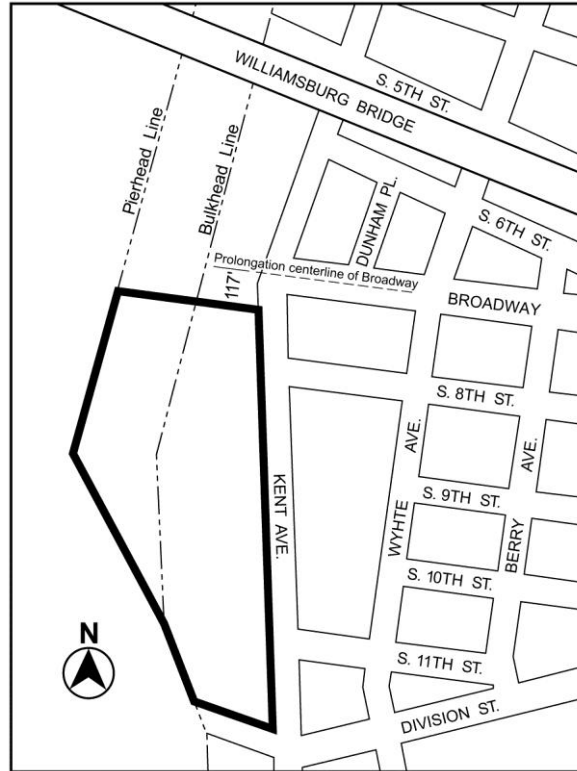 S. 5TH ST.
WILLIAMSBURG BRIDGE
Pierhead Line
Bulkhead Line
DUNHAM PL.
S. 6TH ST.
Prolongation centerline of Broadway
117'
BROADWAY
S. 8TH ST.
KENT AVE.
WYHTE AVE.
BERRY AVE.
S. 9TH ST.
S. 10TH ST.
S. 11TH ST.
DIVISION ST.
N